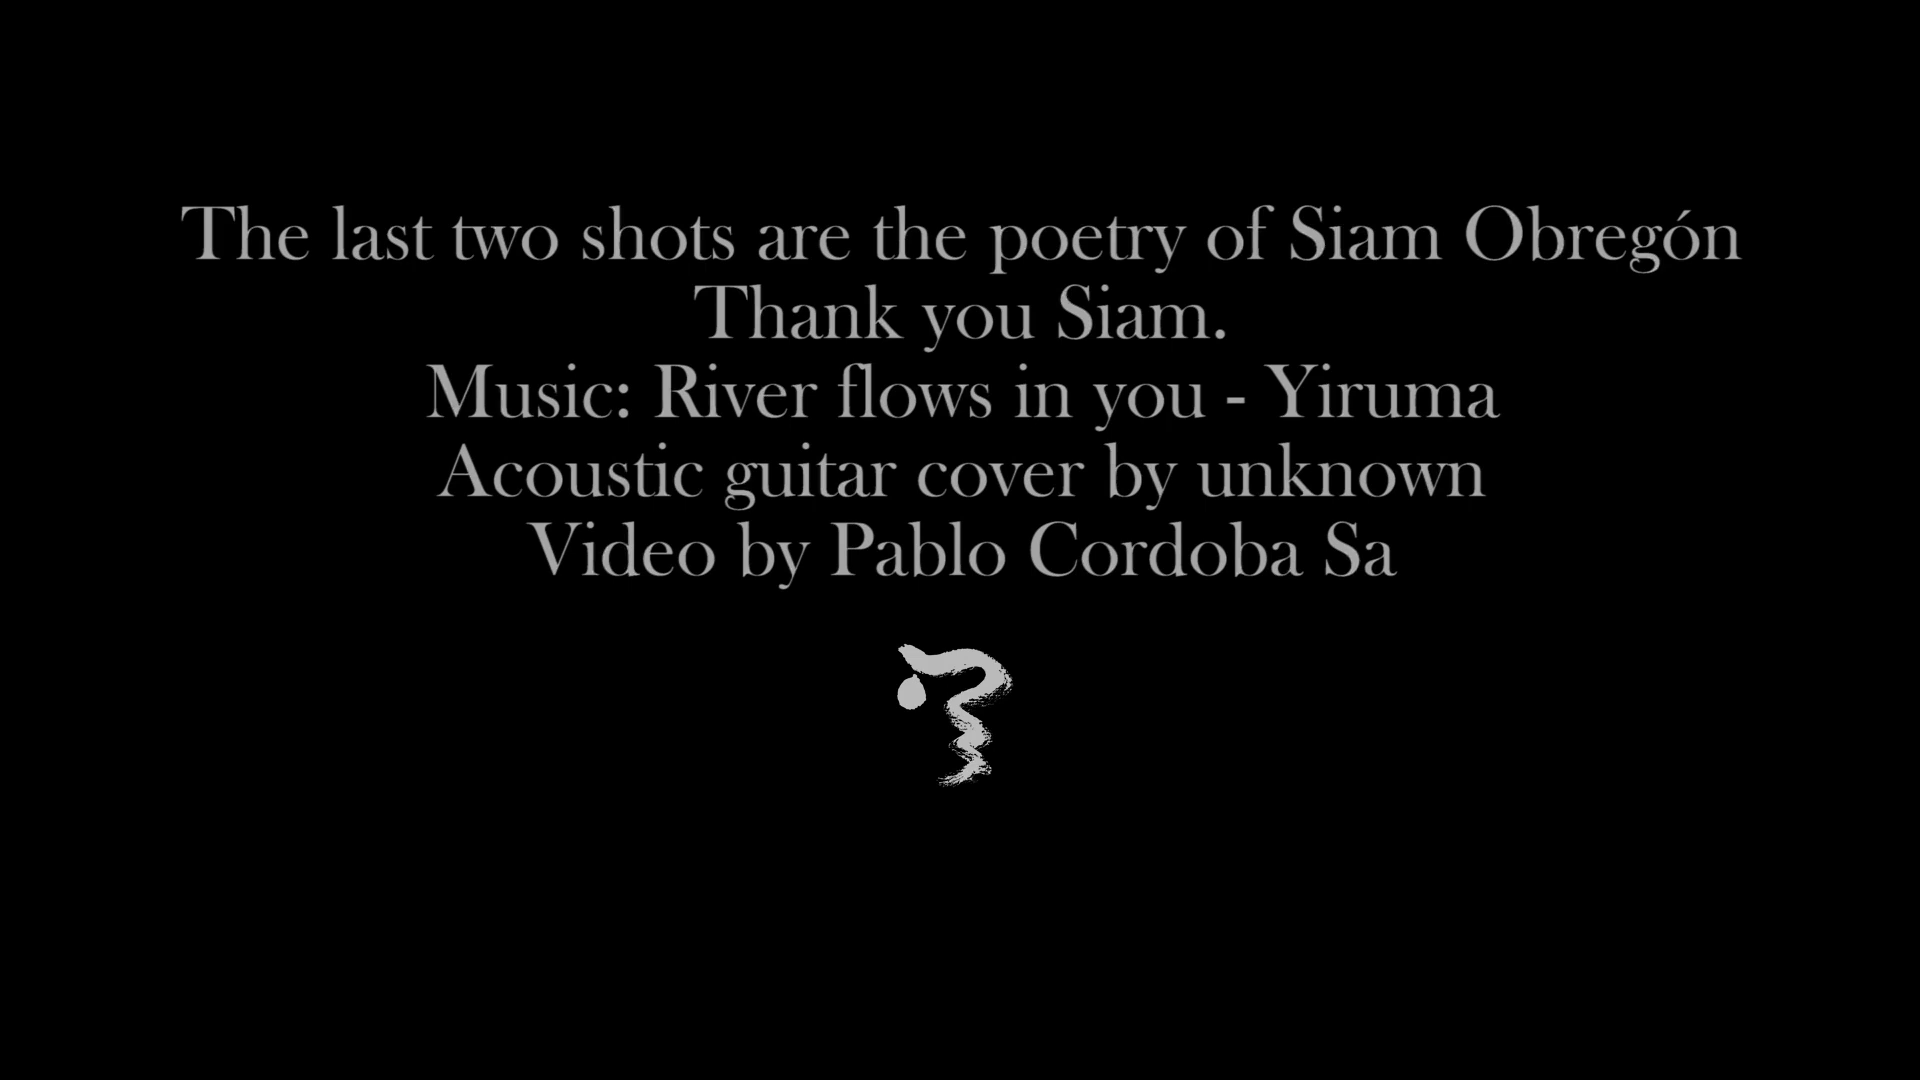 The last two shots are the poetry of Siam Obregón
Thank you Siam.
Music: River flows in you - Yiruma
Acoustic guitar cover by unknown
Video by Pablo Cordoba Sa